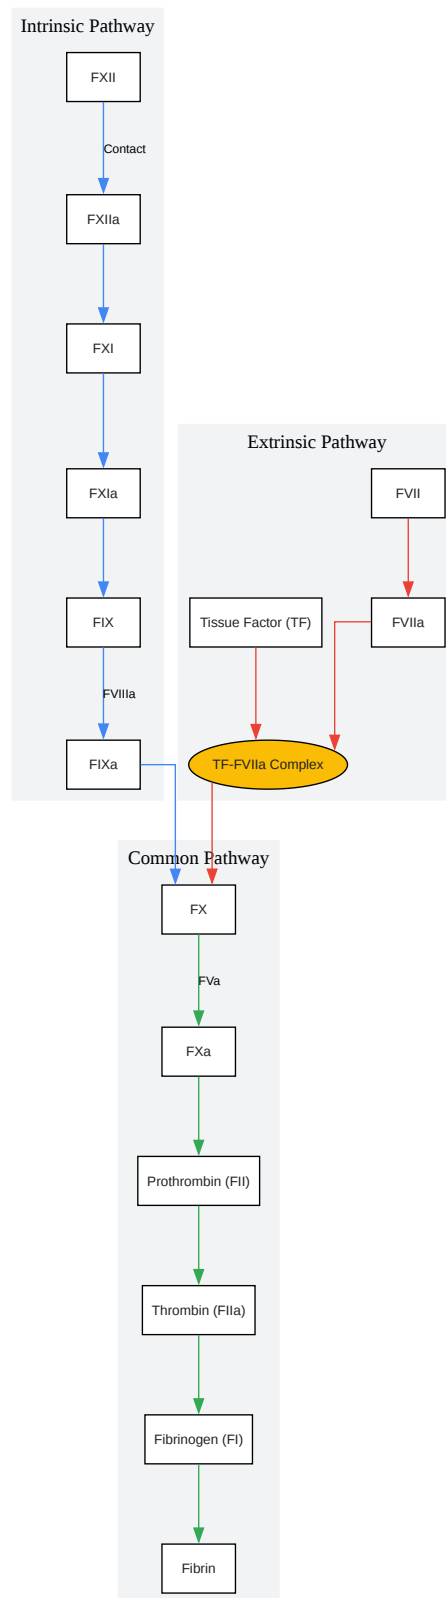 Intrinsic Pathway
FXII
Contact
FXIIa
FXI
FXIa
FIX
FVIIIa
FIXa
Extrinsic Pathway
FVII
Tissue Factor (TF)
FVIIa
TF-FVIIa Complex
Common Pathway
FX
FVa
FXa
Prothrombin (FII)
Thrombin (FIIa)
Fibrinogen (FI)
Fibrin